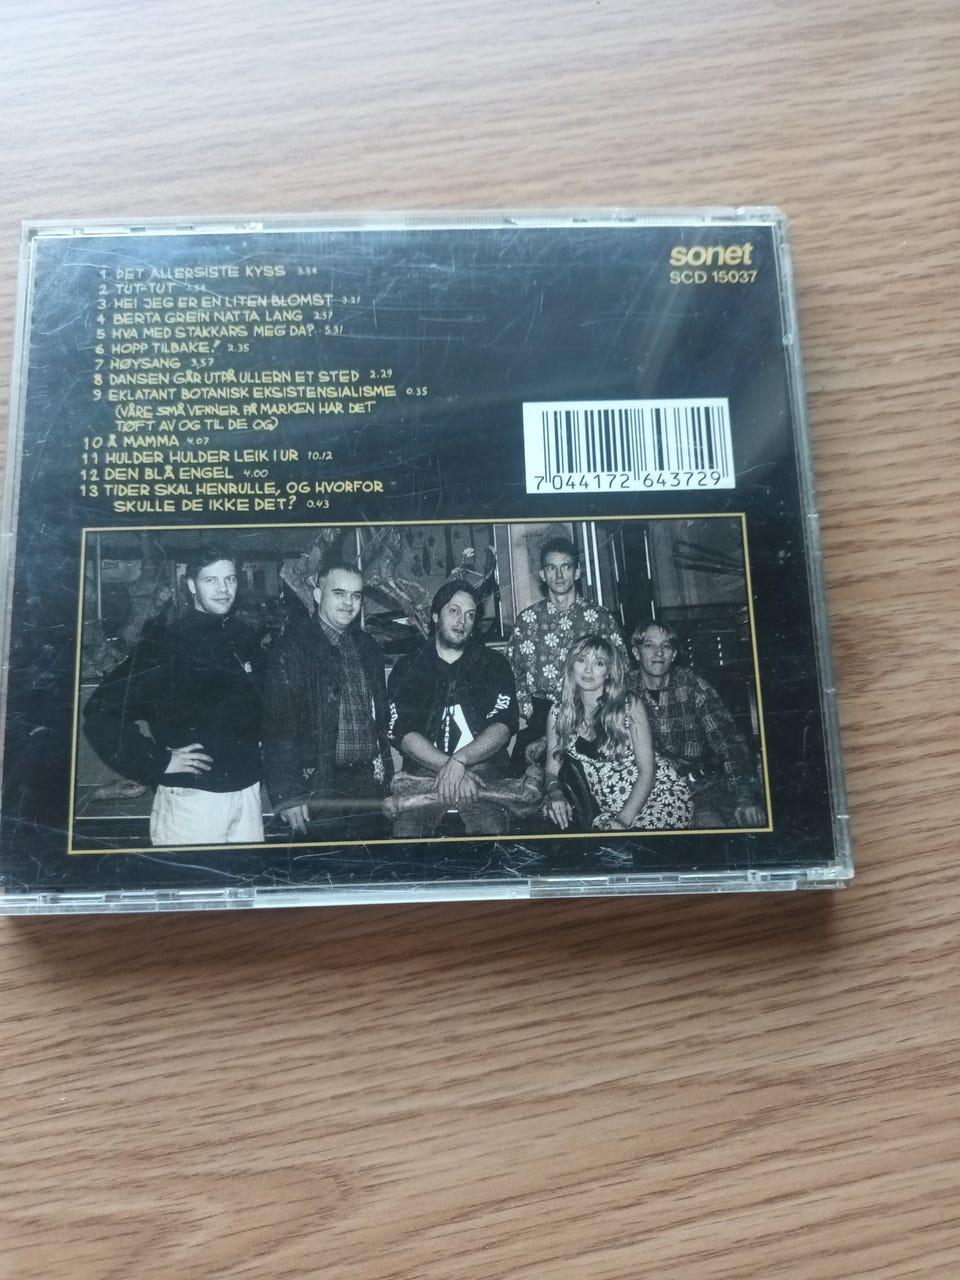 sonet
SCD 15037
1 DET ALLERSISTE KYSS
2 TUT-TUT
3 HEI JEG ER EN LITEN BLOMST 3.21
4 BERTA GREIN NATTA LANG 2.57
5 HVA MED STAKKARS MEG DA? 5.31
6 HOPP TILBAKE! 2.35
7 HØYSANG 3,57
8 DANSEN GÅR UTPÅ ULLERN ET STED 2.29
9 EKLATANT BOTANISK EKSISTENSIALISME 0.35
(VÅRE SMÅ VENNER PÅ MARKEN HAR DET
TØFT AV OG TIL DE OG)
10 Å MAMMA 4.07
11 HULDER HULDER LEIK I UR 10.12
12 DEN BLÅ ENGEL 4.00
13 TIDER SKAL HENRULLE, OG HVORFOR
SKULLE DE IKKE DET? 0.43
7 044172 643729